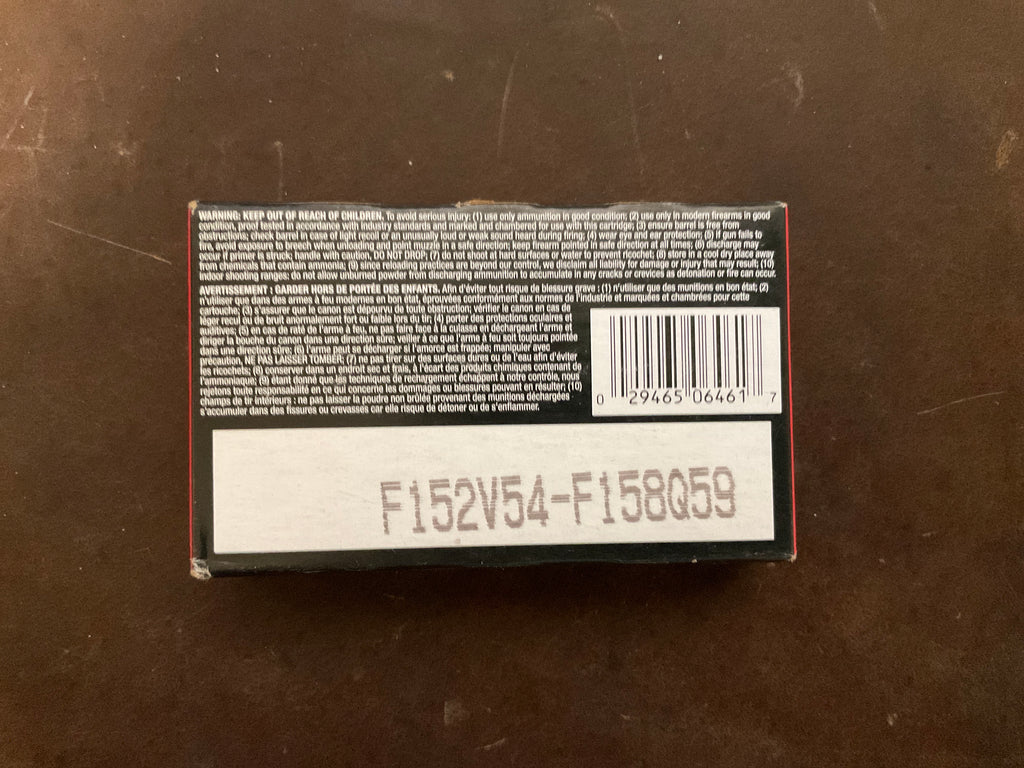 WARNING: KEEP OUT OF REACH OF CHILDREN. To avoid serious injury: (1) use only ammunition in good condition; (2) use only in modern firearms in good
condition, proof tested in accordance with industry standards and marked and chambered for use with this cartridge; (3) ensure barrel is free from
obstruction; check barrel in case of light recoil or an unusually loud or weak sound heard during firing; (4) wear eye and ear protection; (5) if gun fails to
fire, avoid exposure to breech when unloading and point muzzle in a safe direction; keep firearm pointed in safe direction at all times; (6) discharge may
occur if primer is struck; handle with caution, DO NOT DROP; (7) do not shoot at hard surfaces or water to prevent ricochet; (8) store in a cool dry place away
from chemicals that contain ammonia; (9) since reloading practices are beyond our control, we disclaim all liability for damage or injury that may result; (10)
indoor shooting ranges: do not allow unburned powder from discharging ammunition to accumulate in any cracks or crevices as detonation or fire can occur.
AVERTISSEMENT : GARDER HORS DE PORTÉE DES ENFANTS. Afin d'éviter tout risque de blessure grave : (1) n'utiliser que des munitions en bon état; (2)
n'utiliser que dans des armes à feu modernes en bon état, éprouvées conformément aux normes de l'industrie et marquées et chambrées pour cette
cartouche; (3) s'assurer que le canon est dépourvu de toute obstruction; vérifier le canon en cas de
léger recul ou de bruit anormalement fort ou faible lors du tir; (4) porter des protections oculaires et
auditives; (5) en cas de raté de l'arme à feu, ne pas faire face à la culasse en déchargeant l'arme et
diriger la bouche du canon dans une direction sûre; veiller à ce que l'arme à feu soit toujours pointée
dans une direction sûre; (6) l'arme peut se décharger si l'amorce est frappée; manipuler avec
précaution, NE PAS LAISSER TOMBER; (7) ne pas tirer sur des surfaces dures ou de l'eau afin d'éviter
les ricochets; (8) conserver dans un endroit sec et frais, à l'écart des produits chimiques contenant de
l'ammoniaque; (9) étant donné que les techniques de rechargement échappent à notre contrôle, nous
rejetons toute responsabilité en ce qui concerne les dommages ou blessures pouvant en résulter; (10)
champs de tir intérieurs : ne pas laisser la poudre non brûlée provenant des munitions déchargées
s'accumuler dans des fissures ou crevasses car elle risque de détoner ou de s'enflammer.
0 29465 06461 7
F152V54-F158Q59